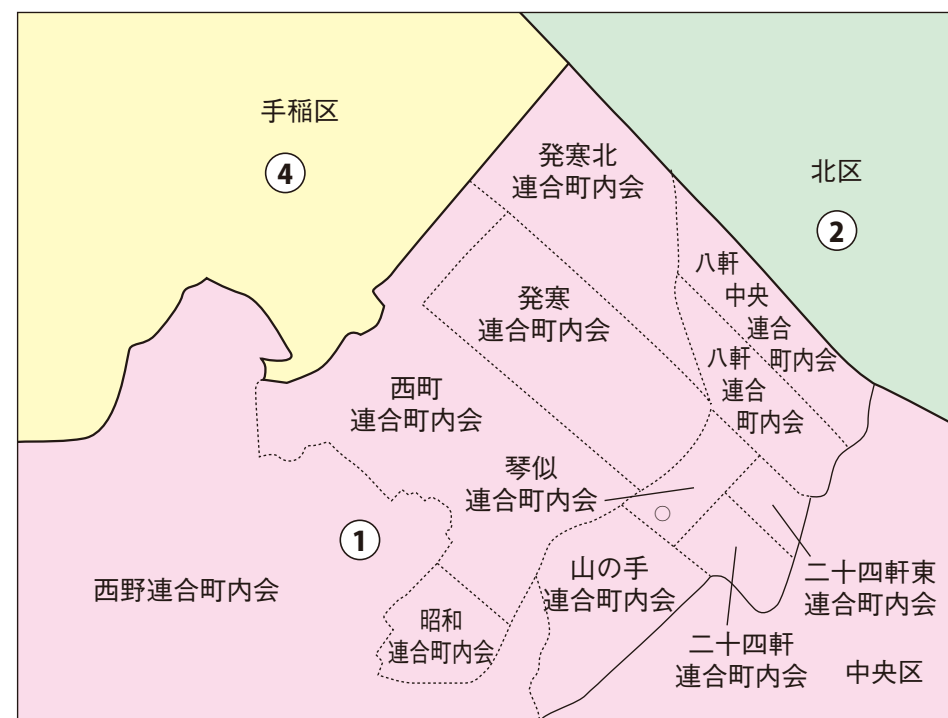 手稲区
④
発寒北
連合町内会
北区
②
八軒
中央
連合
町内会
発寒
連合町内会
八軒
連合
町内会
西町
連合町内会
琴似
連合町内会
①
西野連合町内会
山の手
連合町内会
二十四軒東
連合町内会
昭和
連合町内会
二十四軒
連合町内会
中央区